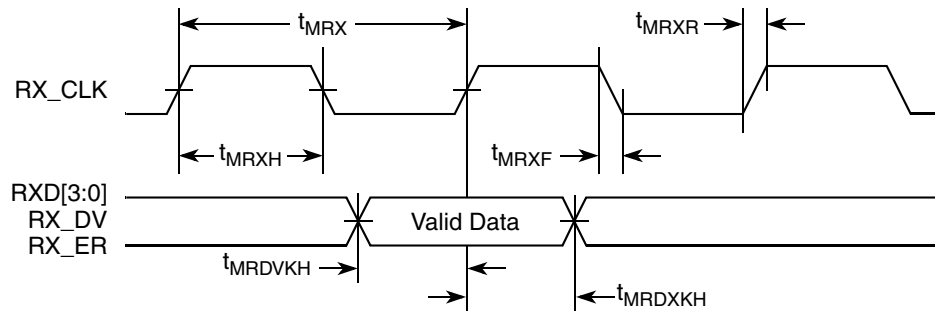 tMRX
tMRXR
RX_CLK
tMRXH
tMRXF
RXD[3:0]
RX_DV
Valid Data
RX_ER
tMRDVKH
tMRDXKH